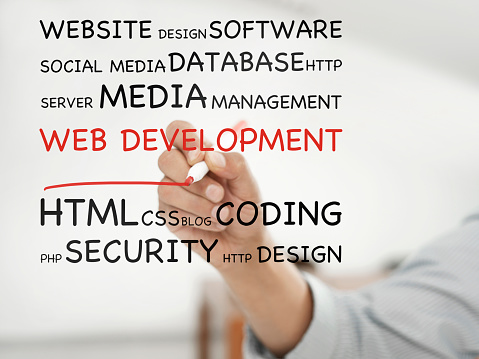 WEBSITE DESIGN SOFTWARE
SOCIAL MEDIA DATABASE HTTP
SERVER MEDIA MANAGEMENT
WEB DEVELOPMENT
HTML CSS BLOG CODING
PHP SECURITY HTTP DESIGN